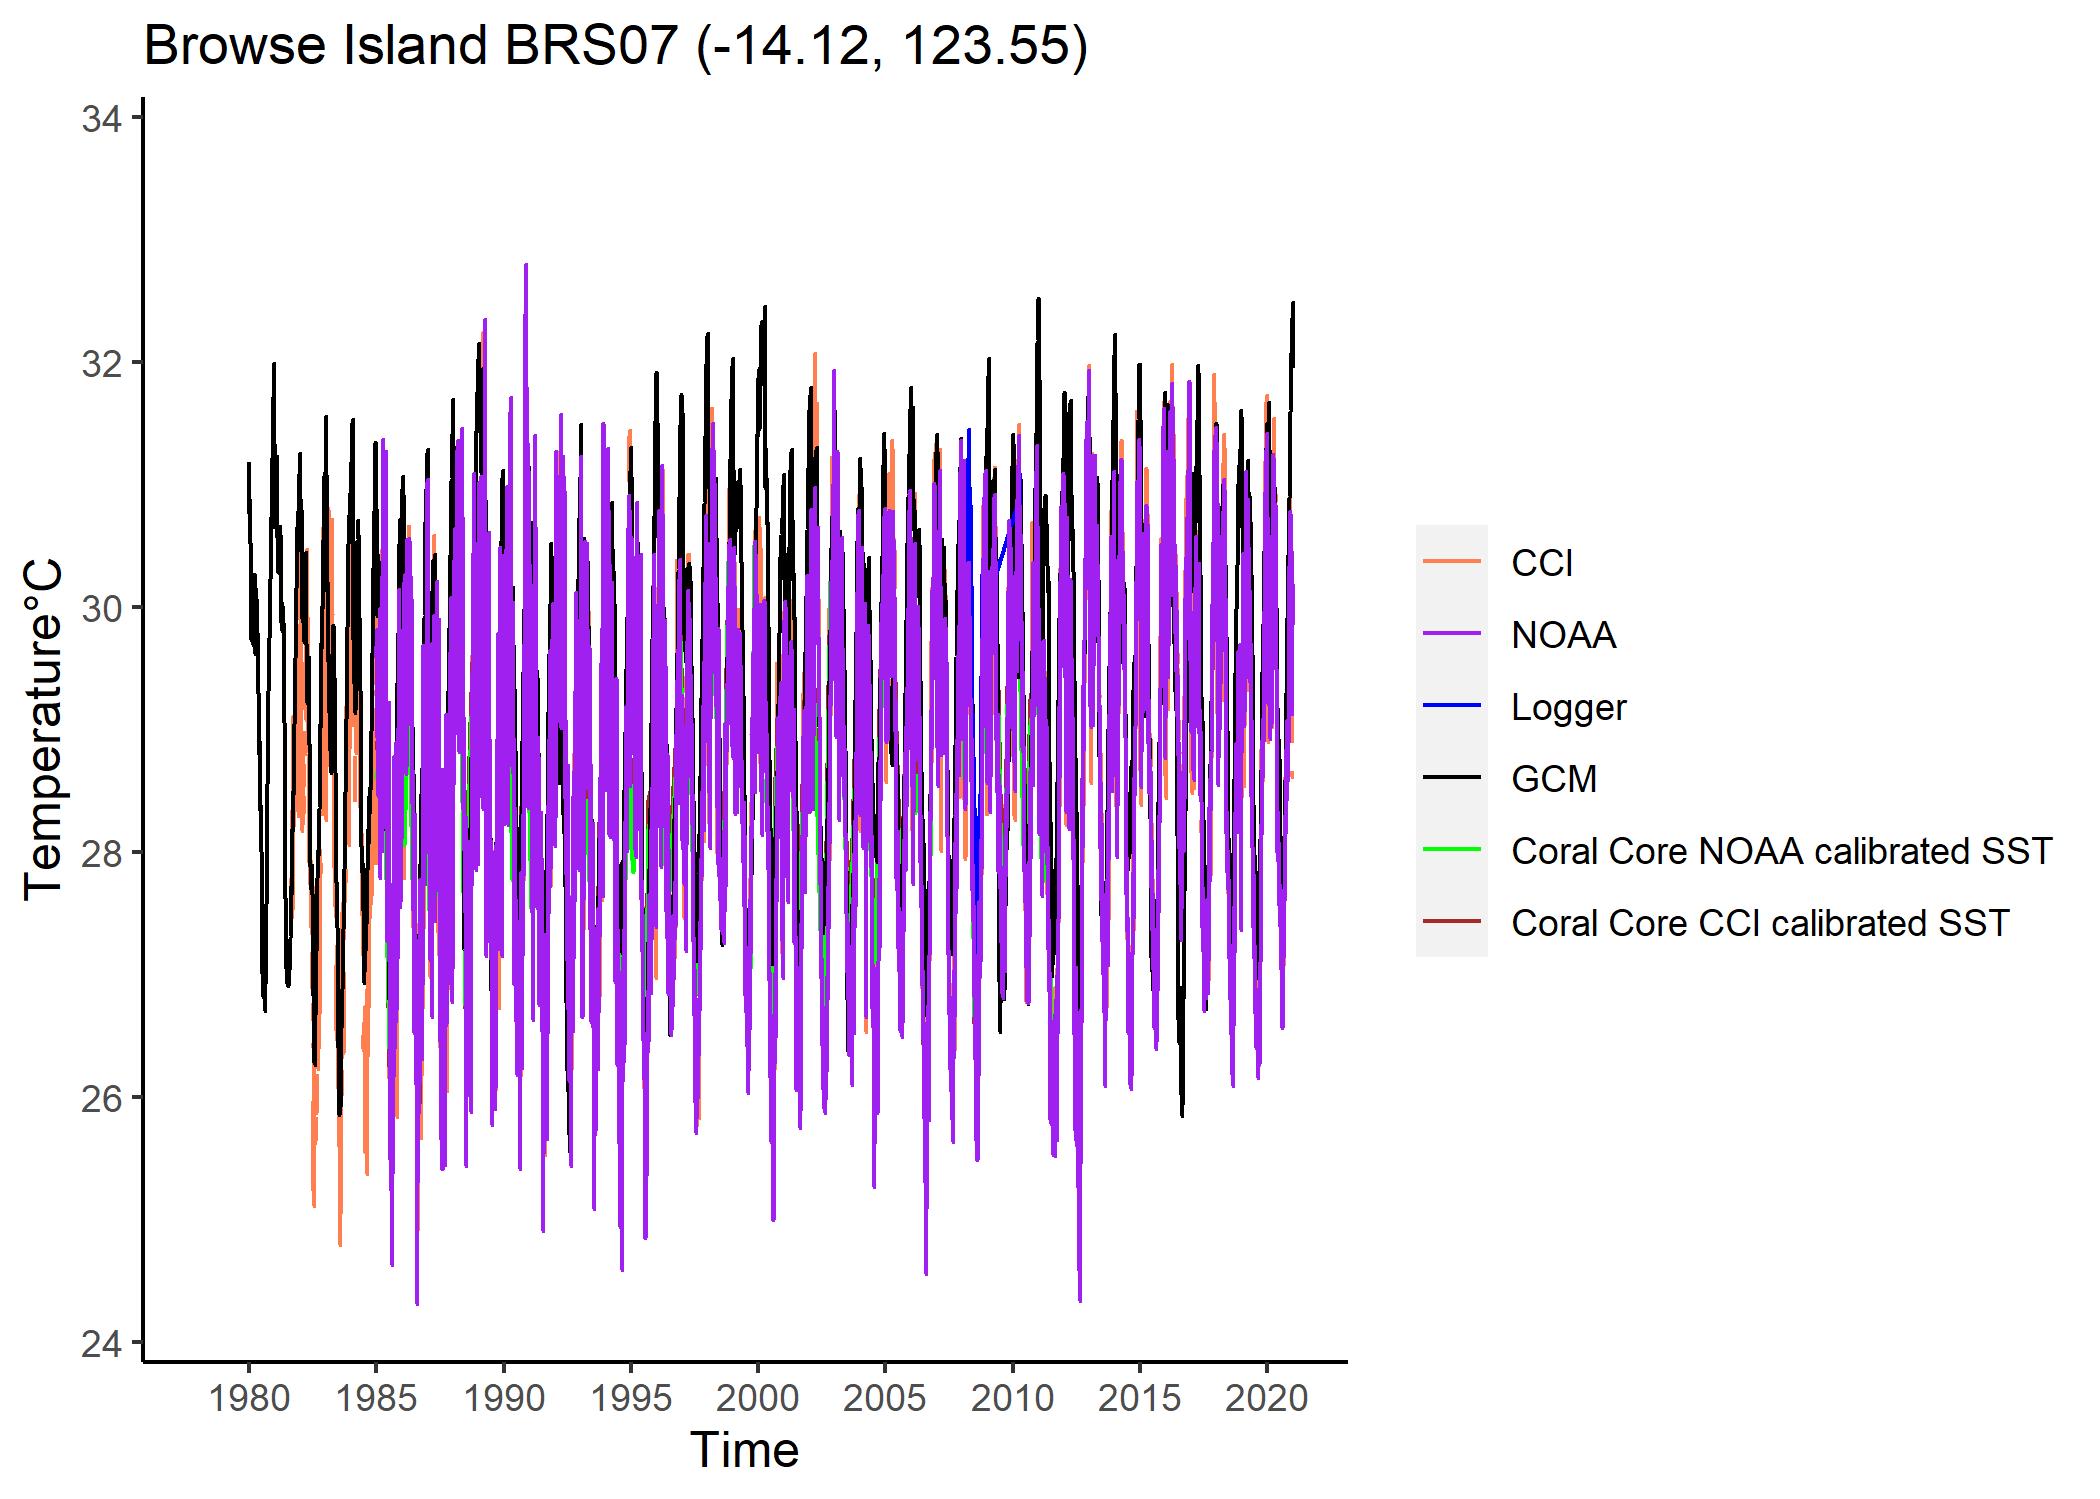 Browse Island BRS07 (-14.12, 123.55)
34
32
30
28
26
24
Temperature°C
1980 1985 1990 1995 2000 2005 2010 2015 2020
Time
CCI
NOAA
Logger
GCM
Coral Core NOAA calibrated SST
Coral Core CCI calibrated SST